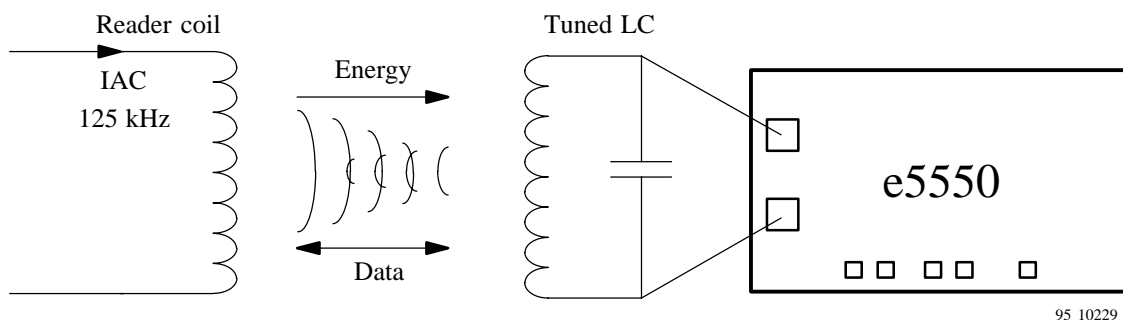 Reader coil
IAC
125 kHz
Energy
Data
Tuned LC
e5550
95 10229